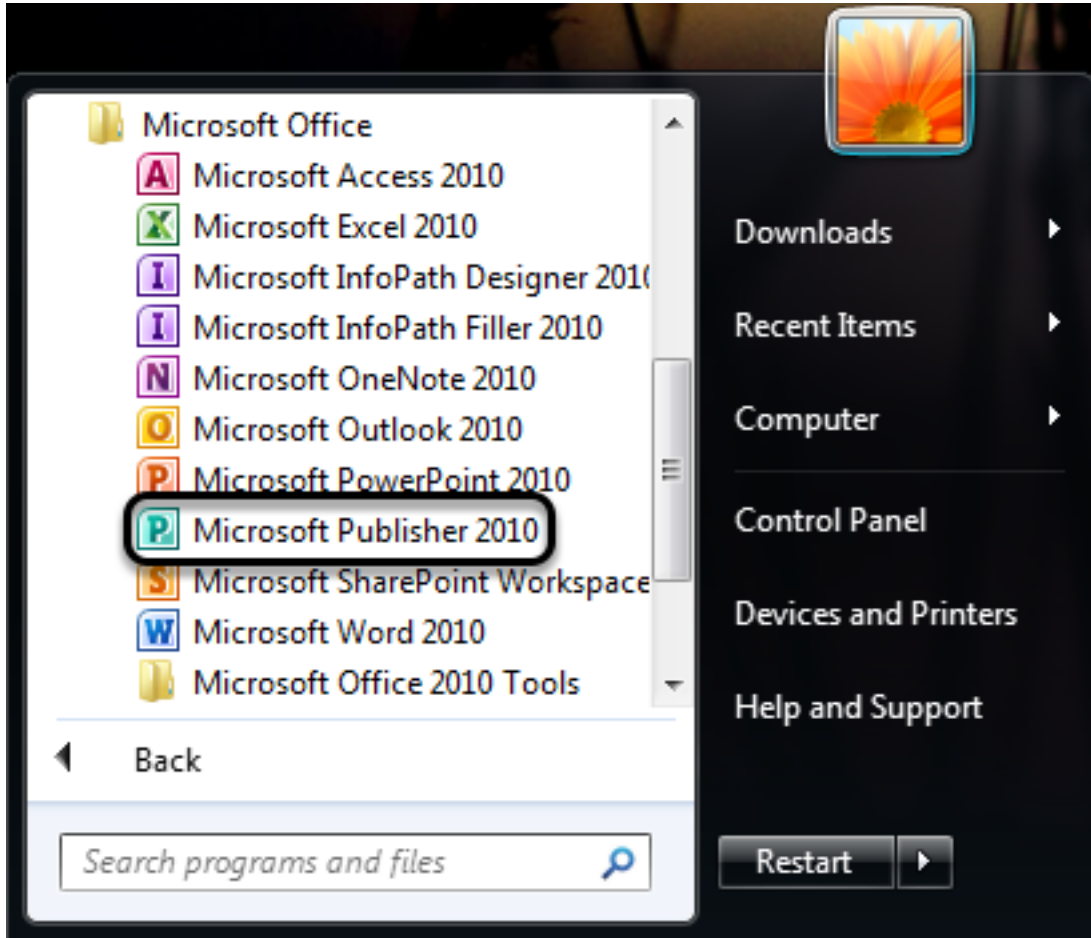 Microsoft Office
Microsoft Access 2010
Microsoft Excel 2010
Microsoft InfoPath Designer 201
Microsoft InfoPath Filler 2010
Microsoft OneNote 2010
Microsoft Outlook 2010
Microsoft PowerPoint 2010
Microsoft Publisher 2010
Microsoft SharePoint Workspace
Microsoft Word 2010
Microsoft Office 2010 Tools
Back
Search programs and files
Downloads
Recent Items
Computer
Control Panel
Devices and Printers
Help and Support
Restart